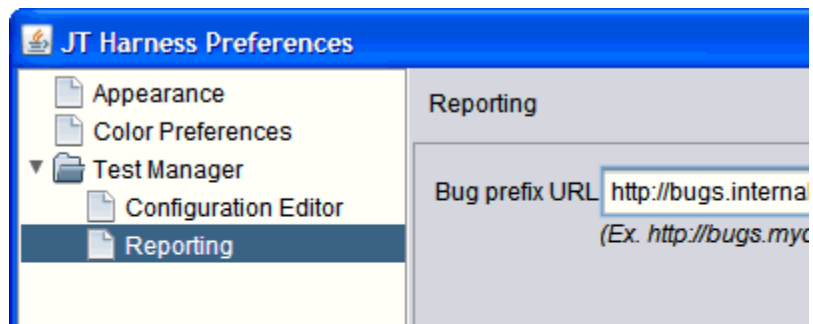 JT Harness Preferences
Appearance
Color Preferences
Test Manager
Configuration Editor
Reporting
Reporting
Bug prefix URL http://bugs.interna
(Ex. http://bugs.myc